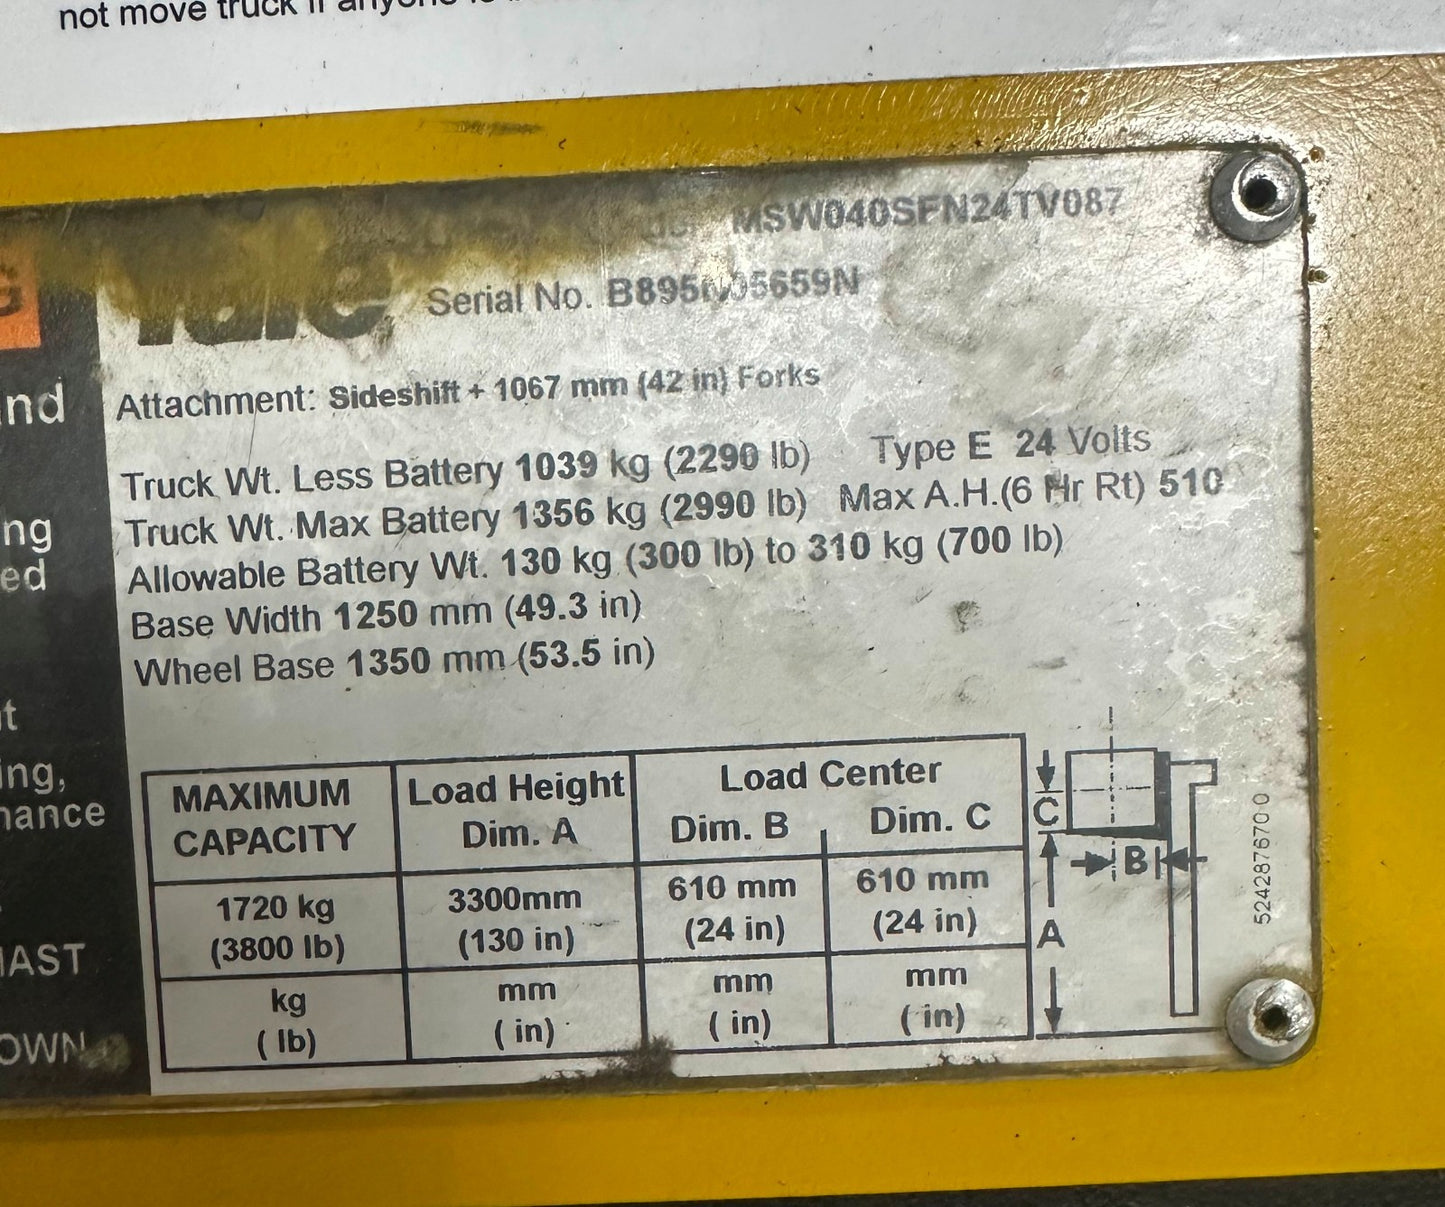 not move truck if anyone is
MSW040SFN24TV087
Yale
Serial No. B895N05659N
Attachment: Sideshift + 1067 mm (42 in) Forks
Truck Wt. Less Battery 1039 kg (2290 lb) Type E 24 Volts
Truck Wt. Max Battery 1356 kg (2990 lb) Max A.H.(6 Hr Rt) 510
Allowable Battery Wt. 130 kg (300 lb) to 310 kg (700 lb)
Base Width 1250 mm (49.3 in)
Wheel Base 1350 mm (53.5 in)
MAXIMUM CAPACITY
Load Height Dim. A
Load Center
Dim. B Dim. C
1720 kg 3300mm 610 mm 610 mm
(3800 lb) (130 in) (24 in) (24 in)
kg mm mm mm
( lb) ( in) ( in) ( in)
C
B
A
5242876700
G
nd
ng
ed
t
ing,
nance
MAST
OWN